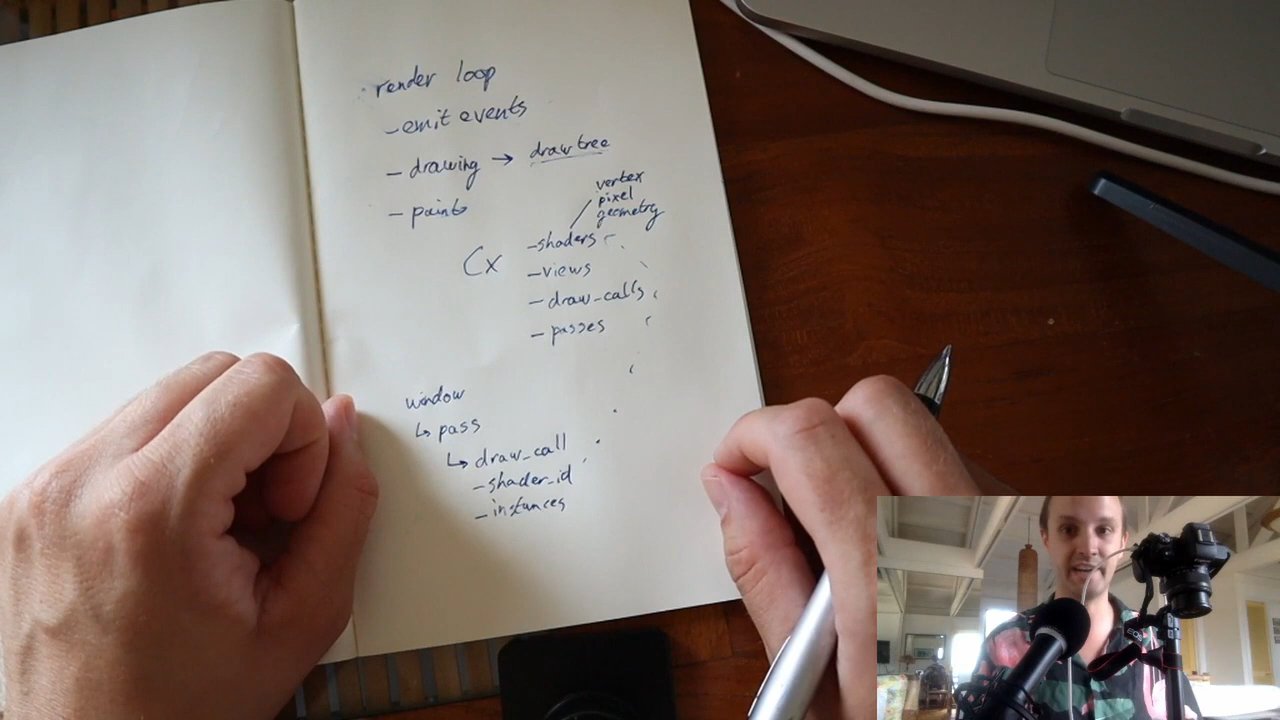 render loop
- emit events
- drawing → draw tree
- paint
vertex
pixel
geometry
Cx
- shaders
- views
- draw_calls
- passes
window
↳ pass
↳ draw_call
- shader_id
- instances